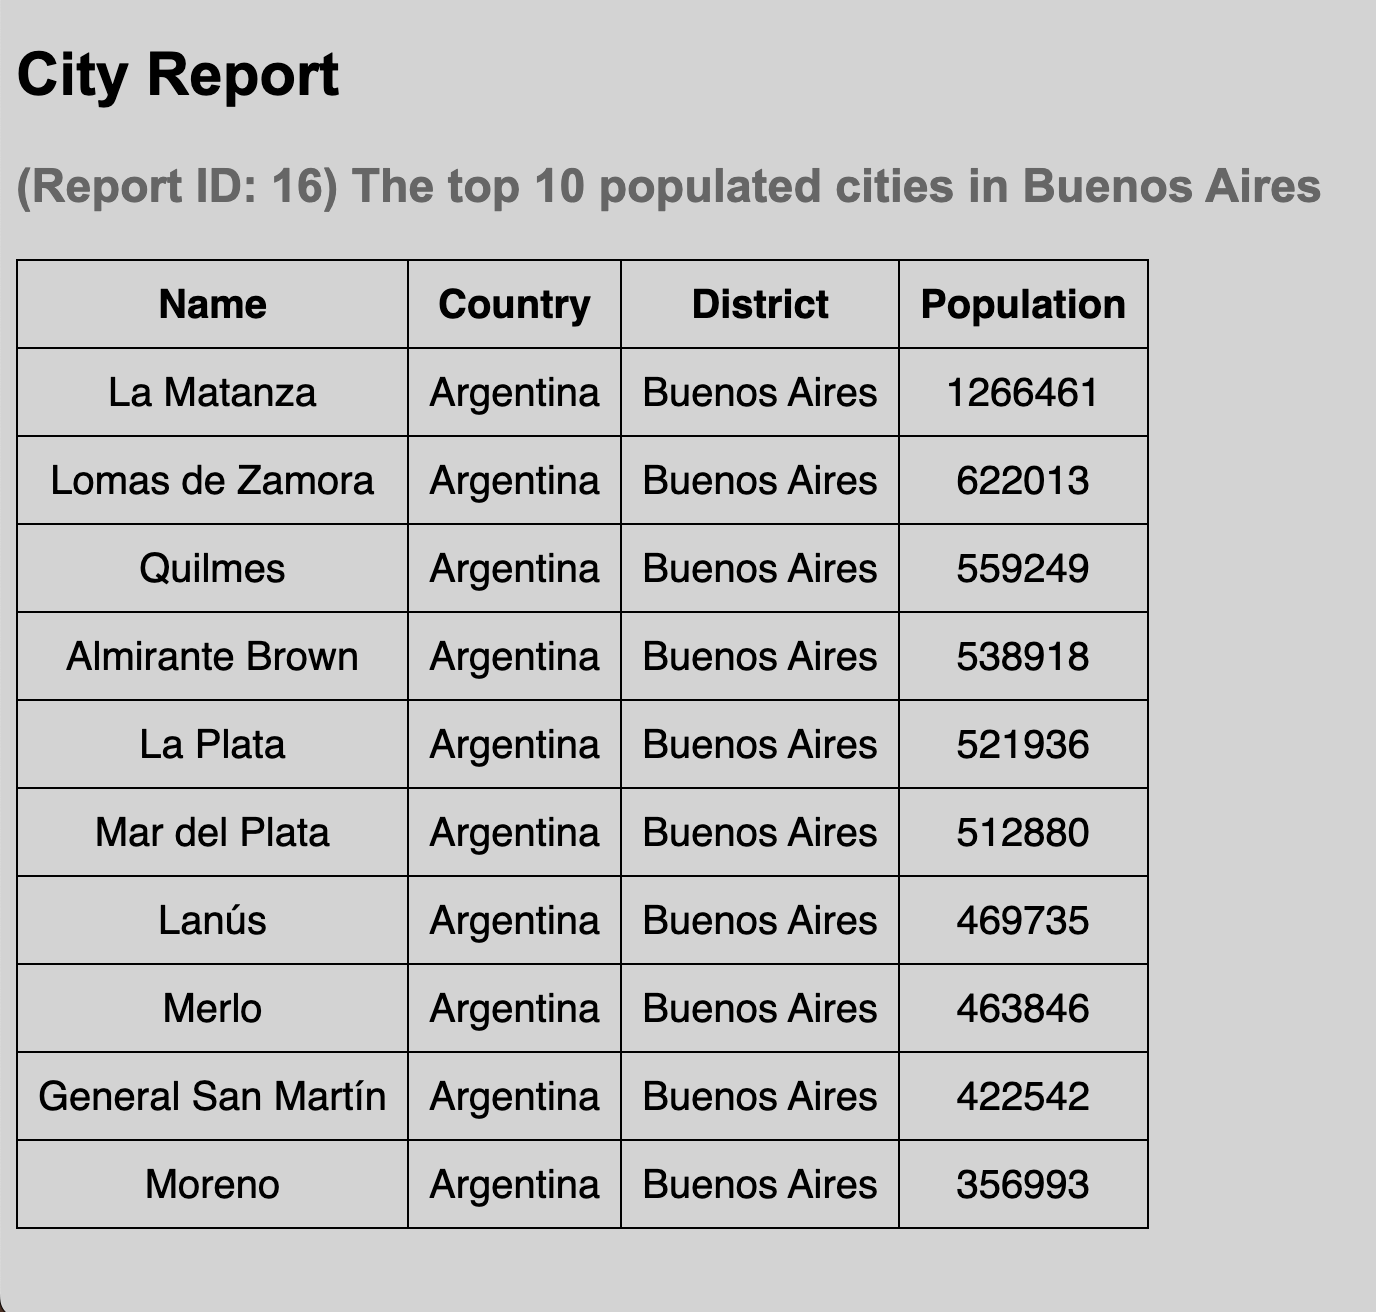 City Report
(Report ID: 16) The top 10 populated cities in Buenos Aires
Name Country District Population
La Matanza Argentina Buenos Aires 1266461
Lomas de Zamora Argentina Buenos Aires 622013
Quilmes Argentina Buenos Aires 559249
Almirante Brown Argentina Buenos Aires 538918
La Plata Argentina Buenos Aires 521936
Mar del Plata Argentina Buenos Aires 512880
Lanús Argentina Buenos Aires 469735
Merlo Argentina Buenos Aires 463846
General San Martín Argentina Buenos Aires 422542
Moreno Argentina Buenos Aires 356993